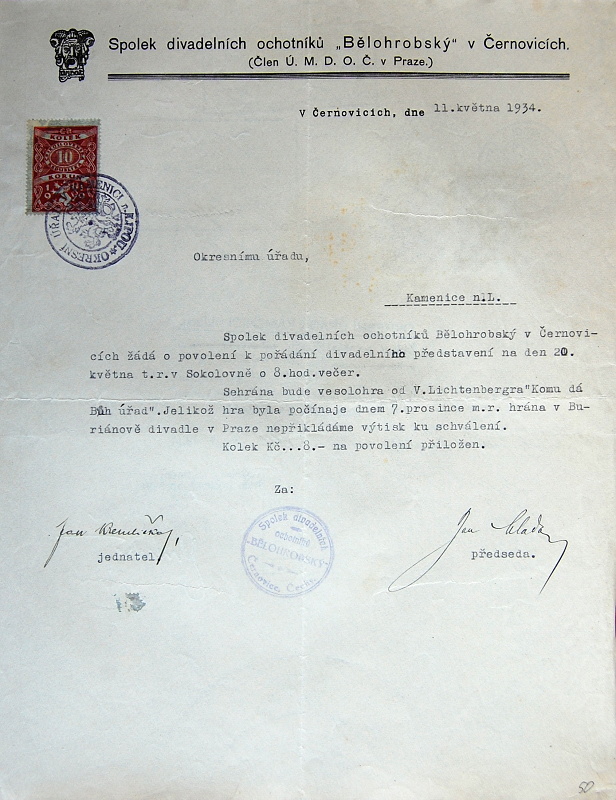 Spolek divadelních ochotníků „Bělohrobský" v Černovicích.
(Člen Ú. M. D. O. Č. v Praze.)
V Černovicích, dne 11.května 1934.
KOLEK
10
KORUN
Okresnímu úřadu,
Kamenice n.L.
Spolek divadelních ochotníků Bělohrobský v Černovi-
cích žádá o povolení k pořádání divadelního představení na den 20.
května t.r.v Sokolovně o 8.hod.večer.
Sehrána bude veselohra od V.Lichtenbergra"Komu dá
Bůh úřad".Jelikož hra byla počínaje dnem 7.prosince m.r. hrána v Bu-
riánově divadle v Praze nepřikládáme výtisk ku schválení.
Kolek Kč...8.- na povolení přiložen.
Za:
Jan
jednatel
Spolek divadelních
ochotníků
BĚLOHROBSKÝ
Černovice, Čechy
Jan
předseda.
50